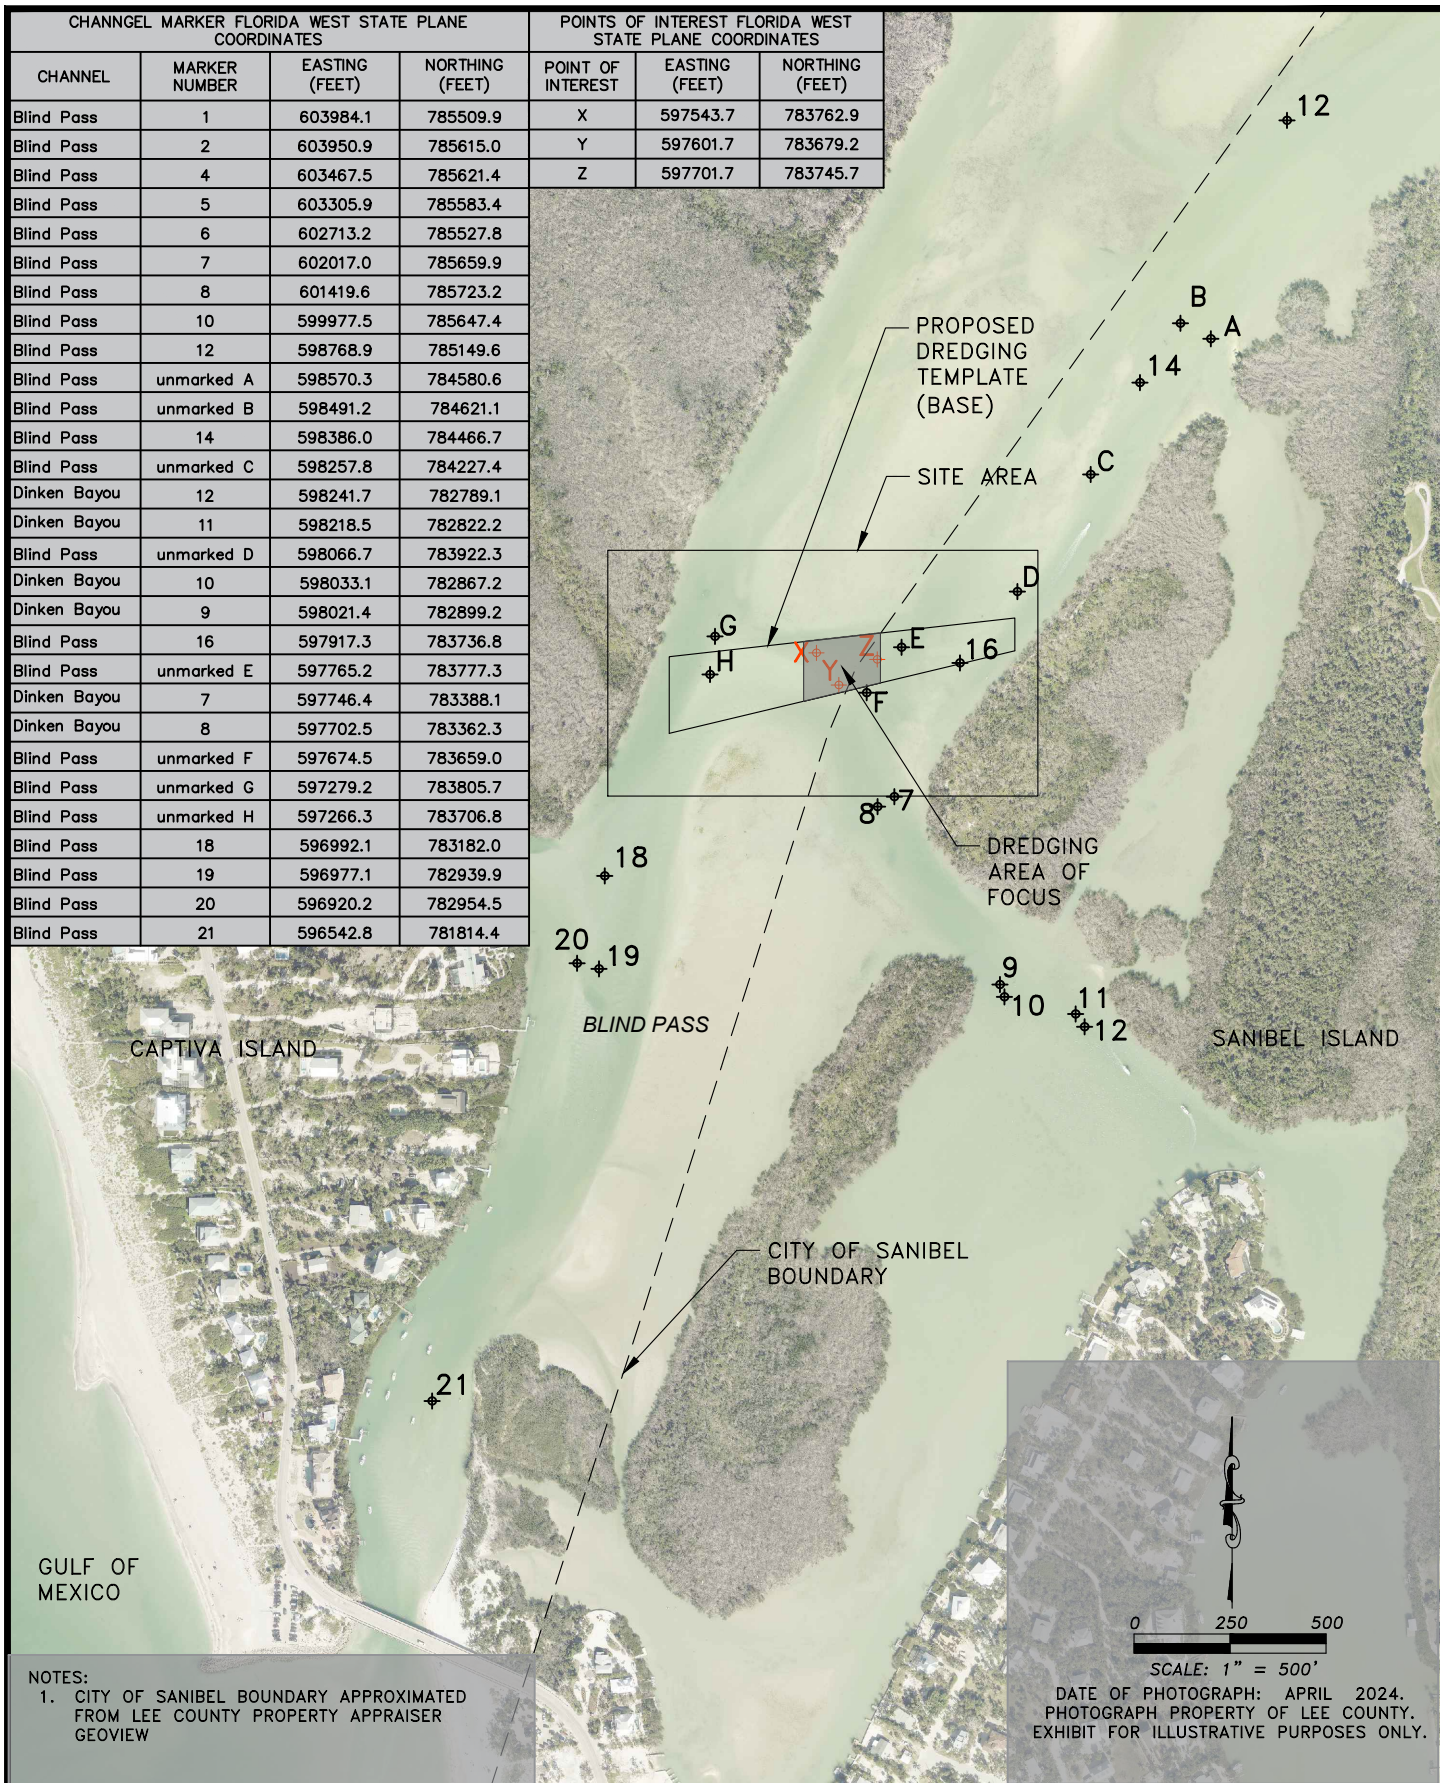 CHANNGEL MARKER FLORIDA WEST STATE PLANE
COORDINATES
CHANNEL MARKER NUMBER EASTING (FEET) NORTHING (FEET)
Blind Pass 1 603984.1 785509.9
Blind Pass 2 603950.9 785615.0
Blind Pass 4 603467.5 785621.4
Blind Pass 5 603305.9 785583.4
Blind Pass 6 602713.2 785527.8
Blind Pass 7 602017.0 785659.9
Blind Pass 8 601419.6 785723.2
Blind Pass 10 599977.5 785647.4
Blind Pass 12 598768.9 785149.6
Blind Pass unmarked A 598570.3 784580.6
Blind Pass unmarked B 598491.2 784621.1
Blind Pass 14 598386.0 784466.7
Blind Pass unmarked C 598257.8 784227.4
Dinken Bayou 12 598241.7 782789.1
Dinken Bayou 11 598218.5 782822.2
Blind Pass unmarked D 598066.7 783922.3
Dinken Bayou 10 598033.1 782867.2
Dinken Bayou 9 598021.4 782899.2
Blind Pass 16 597917.3 783736.8
Blind Pass unmarked E 597765.2 783777.3
Dinken Bayou 7 597746.4 783388.1
Dinken Bayou 8 597702.5 783362.3
Blind Pass unmarked F 597674.5 783659.0
Blind Pass unmarked G 597279.2 783805.7
Blind Pass unmarked H 597266.3 783706.8
Blind Pass 18 596992.1 783182.0
Blind Pass 19 596977.1 782939.9
Blind Pass 20 596920.2 782954.5
Blind Pass 21 596542.8 781814.4
POINTS OF INTEREST FLORIDA WEST
STATE PLANE COORDINATES
POINT OF INTEREST EASTING (FEET) NORTHING (FEET)
X 597543.7 783762.9
Y 597601.7 783679.2
Z 597701.7 783745.7
12
B
A
14
C
PROPOSED
DREDGING
TEMPLATE
(BASE)
SITE AREA
D
G
H
X
Y
Z
E
16
F
7
8
DREDGING
AREA OF
FOCUS
18
20
19
9
10
11
12
BLIND PASS
CAPTIVA ISLAND
SANIBEL ISLAND
CITY OF SANIBEL
BOUNDARY
21
GULF OF
MEXICO
0 250 500
SCALE: 1" = 500'
DATE OF PHOTOGRAPH: APRIL 2024.
PHOTOGRAPH PROPERTY OF LEE COUNTY.
EXHIBIT FOR ILLUSTRATIVE PURPOSES ONLY.
NOTES:
1. CITY OF SANIBEL BOUNDARY APPROXIMATED
FROM LEE COUNTY PROPERTY APPRAISER
GEOVIEW